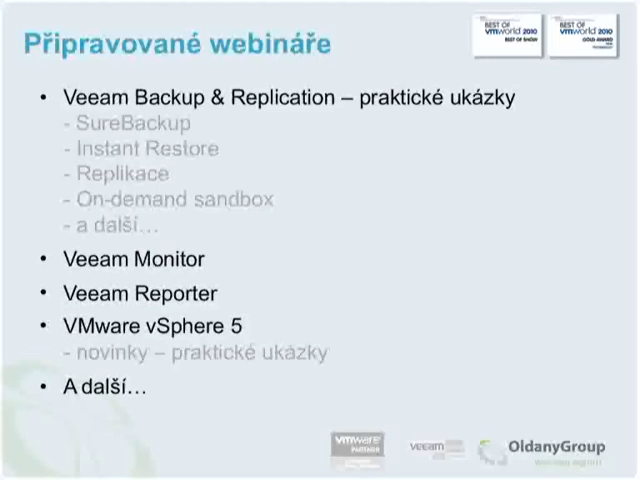 Připravované webináře
BEST OF
vmworld 2010
BEST OF SHOW
BEST OF
vmworld 2010
GOLD AWARD
• Veeam Backup & Replication – praktické ukázky
- SureBackup
- Instant Restore
- Replikace
- On-demand sandbox
- a další…
• Veeam Monitor
• Veeam Reporter
• VMware vSphere 5
- novinky – praktické ukázky
• A další…
vmware
PARTNER
veeam
OldanyGroup